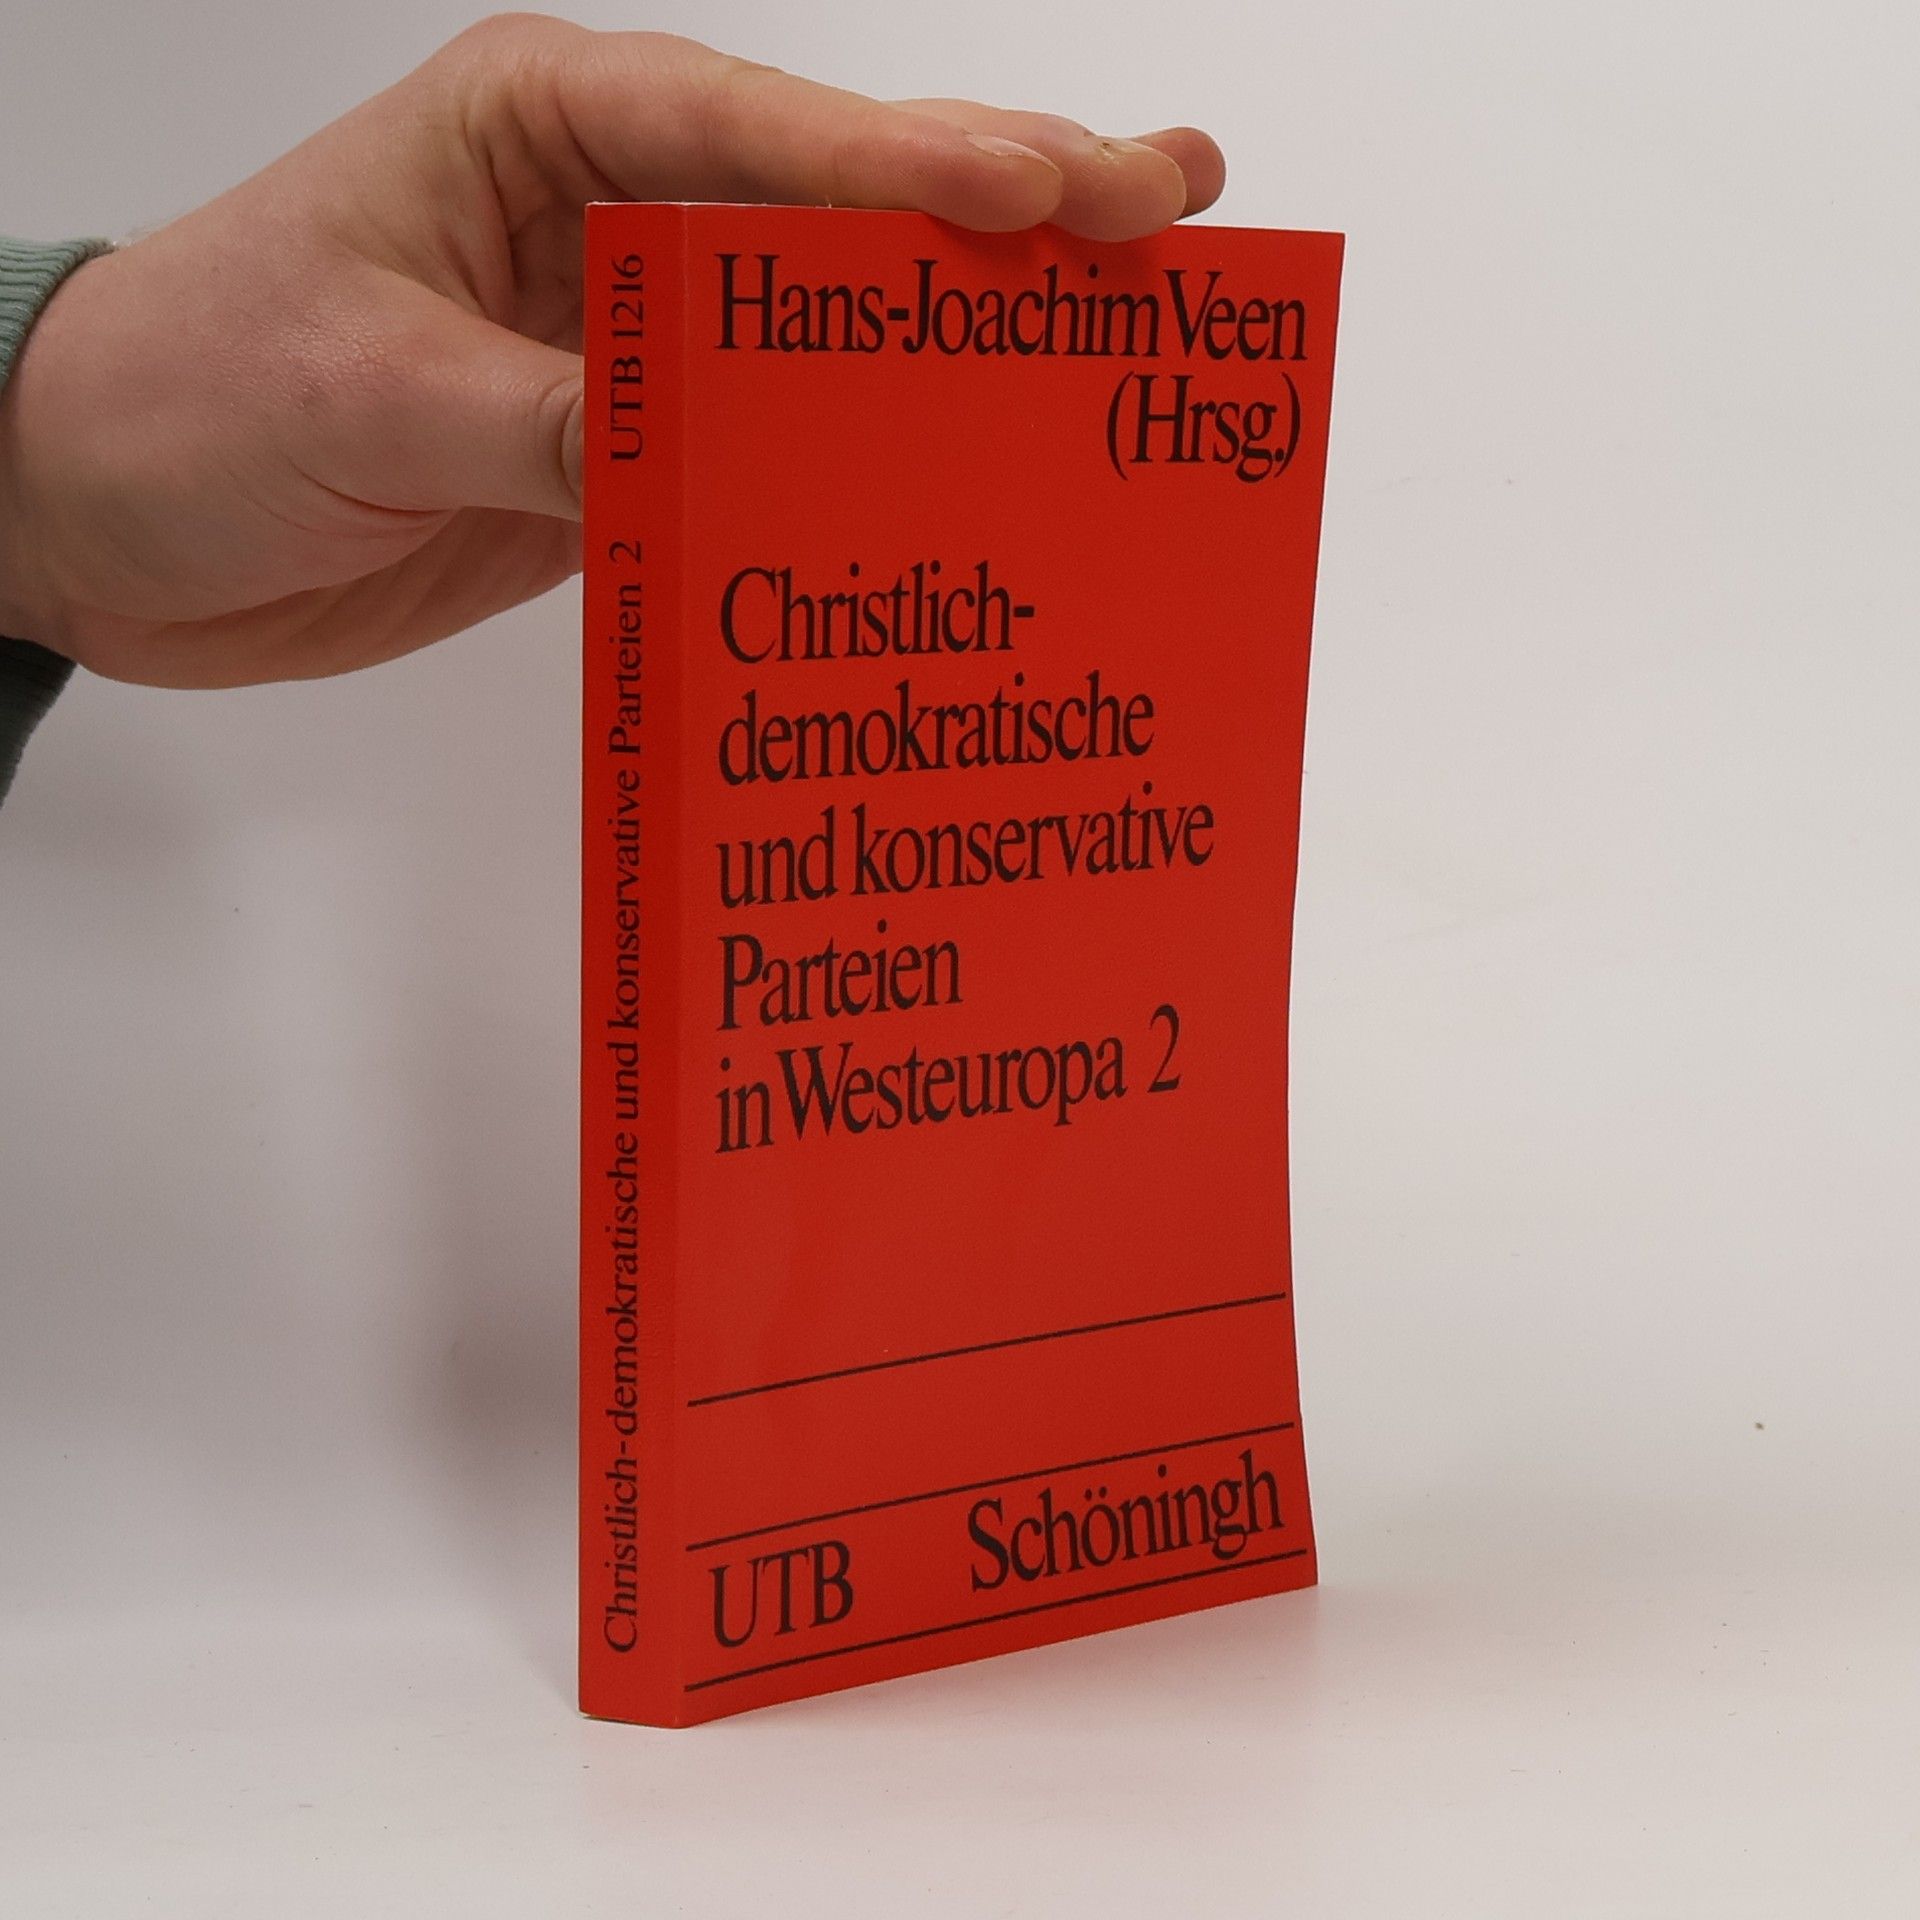 Hans-Joachim Veen
(Hrsg.)
Christlich-
demokratische
und konservative
Parteien
in Westeuropa 2
UTB Schöningh
Christlich-demokratische und konservative Parteien 2 UTB 1216